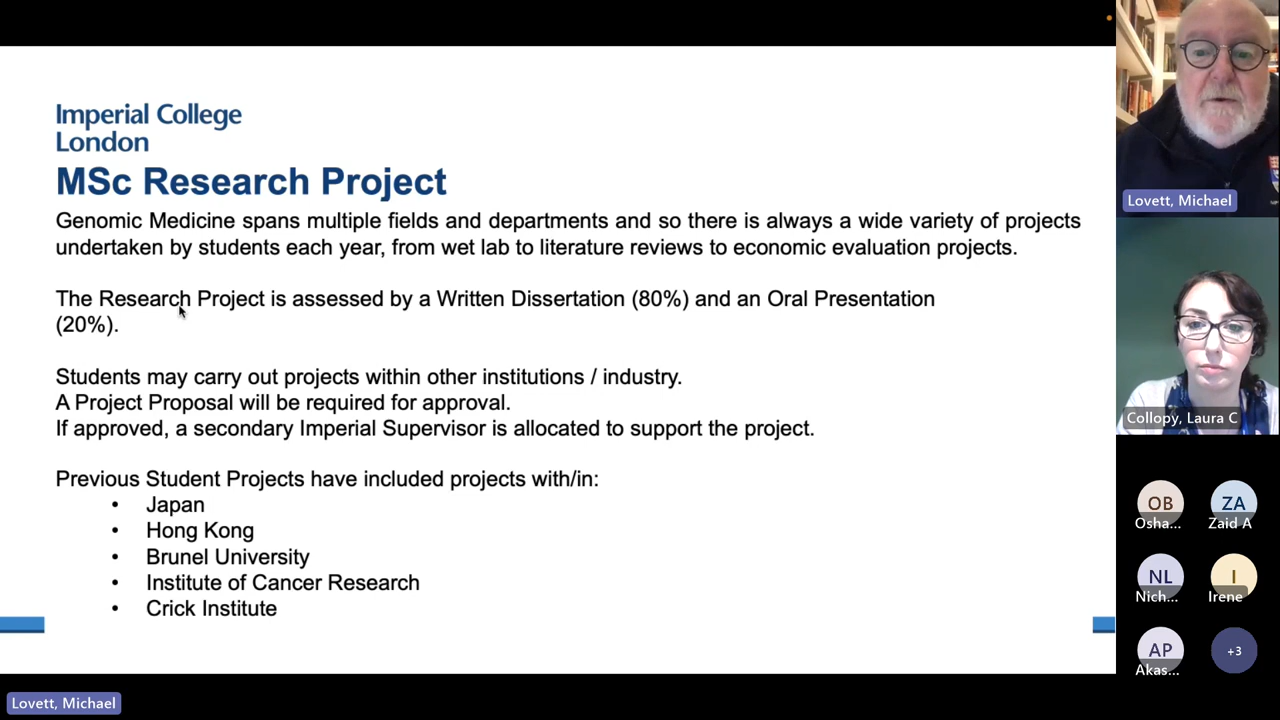 Imperial College
London
MSc Research Project
Genomic Medicine spans multiple fields and departments and so there is always a wide variety of projects
undertaken by students each year, from wet lab to literature reviews to economic evaluation projects.
The Research Project is assessed by a Written Dissertation (80%) and an Oral Presentation
(20%).
Students may carry out projects within other institutions / industry.
A Project Proposal will be required for approval.
If approved, a secondary Imperial Supervisor is allocated to support the project.
Previous Student Projects have included projects with/in:
• Japan
• Hong Kong
• Brunel University
• Institute of Cancer Research
• Crick Institute
Lovett, Michael
Lovett, Michael
Collopy, Laura C
OB
ZA
Osha...
Zaid A
NL
I
Nich...
Irene
AP
+3
Akas...